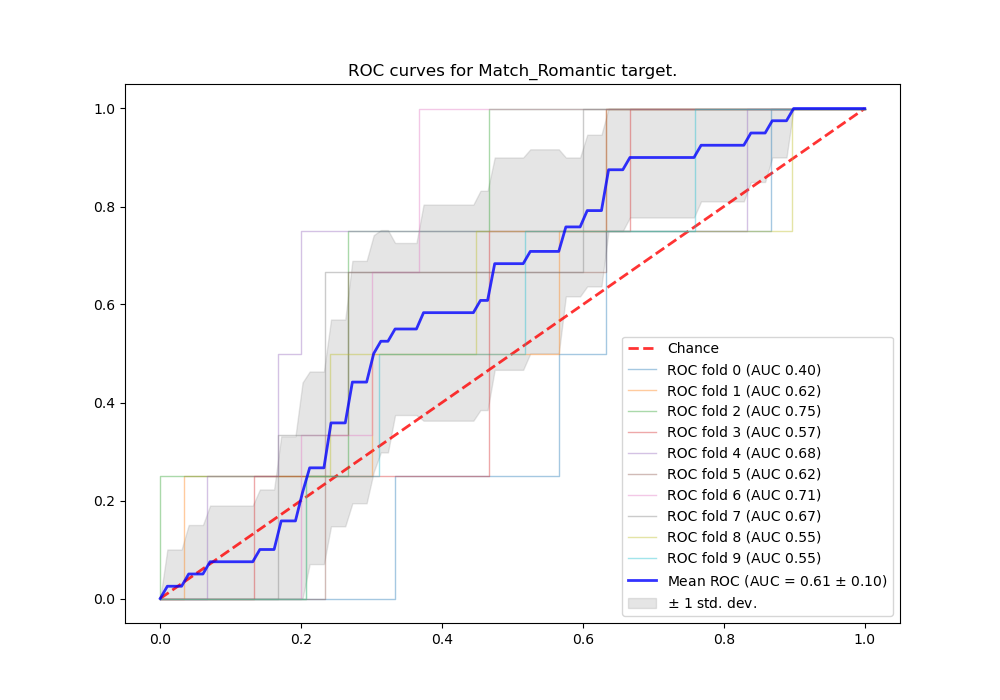 ROC curves for Match_Romantic target.
1.0
0.8
0.6
0.4
0.2
0.0
0.0
0.2
0.4
0.6
0.8
1.0
Chance
ROC fold 0 (AUC 0.40)
ROC fold 1 (AUC 0.62)
ROC fold 2 (AUC 0.75)
ROC fold 3 (AUC 0.57)
ROC fold 4 (AUC 0.68)
ROC fold 5 (AUC 0.62)
ROC fold 6 (AUC 0.71)
ROC fold 7 (AUC 0.67)
ROC fold 8 (AUC 0.55)
ROC fold 9 (AUC 0.55)
Mean ROC (AUC = 0.61 ± 0.10)
± 1 std. dev.